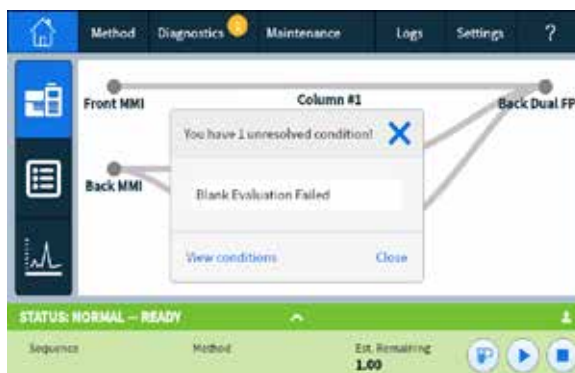 Method Diagnostics Maintenance Logs Settings ?
Front MMI Column #1 Back Dual FP
You have 1 unresolved condition!
Back MMI
Blank Evaluation Failed
View conditions Close
STATUS: NORMAL — READY
Sequence Method Est. Remaining
1.00